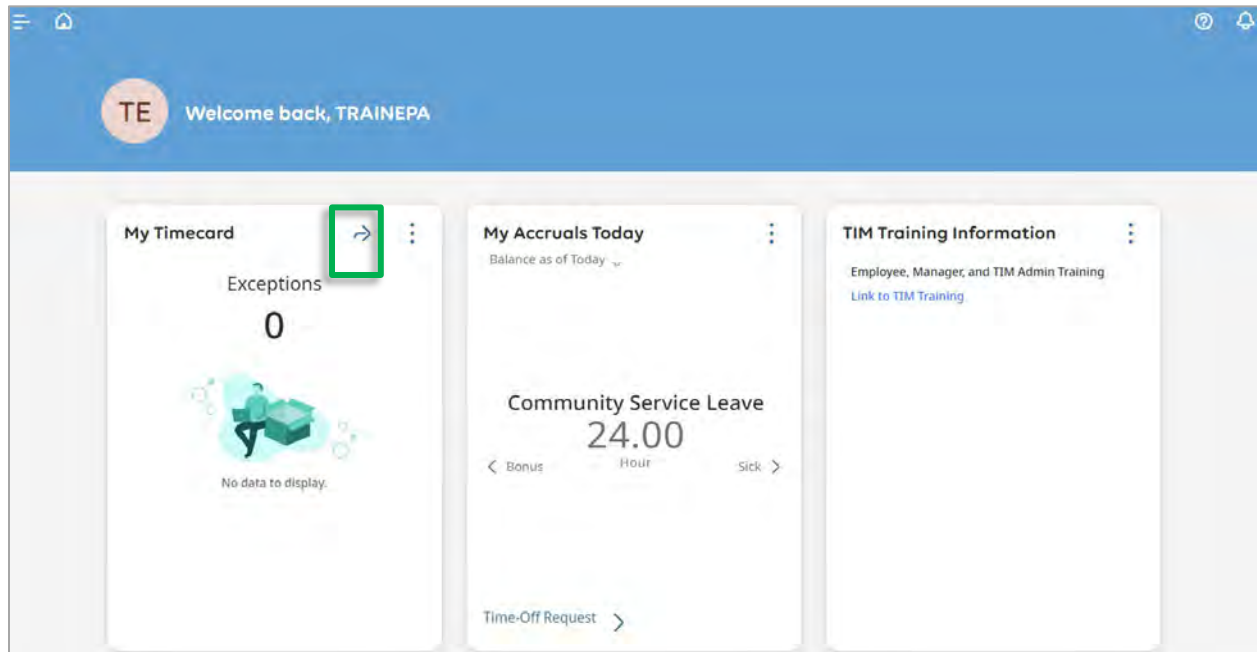 TE
Welcome back, TRAINEPA
My Timecard
Exceptions
0
No data to display.
My Accruals Today
Balance as of Today
Community Service Leave
24.00
Hour
Bonus
Sick
Time-Off Request
TIM Training Information
Employee, Manager, and TIM Admin Training
Link to TIM Training